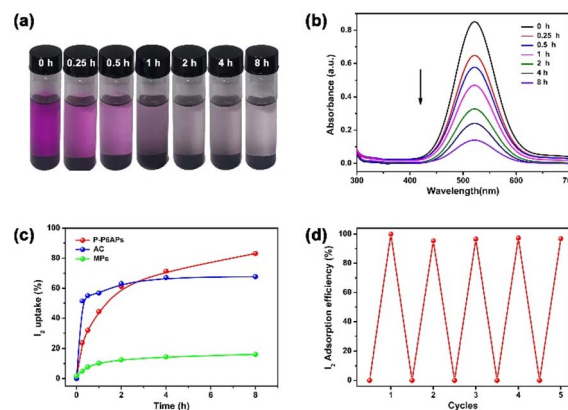 (a)
0 h 0.25 h 0.5 h 1 h 2 h 4 h 8 h
(b)
Absorbance (a.u.)
0.8
0.6
0.4
0.2
0.0
0 h
0.25 h
0.5 h
1 h
2 h
4 h
8 h
300 400 500 600
Wavelength(nm)
(c)
I₂ uptake (%)
100
80
60
40
20
0
P-P6APs
AC
MPs
0 2 4 6 8
Time (h)
(d)
I₂ Adsorption efficiency (%)
100
80
60
40
20
0
1 2 3 4 5
Cycles